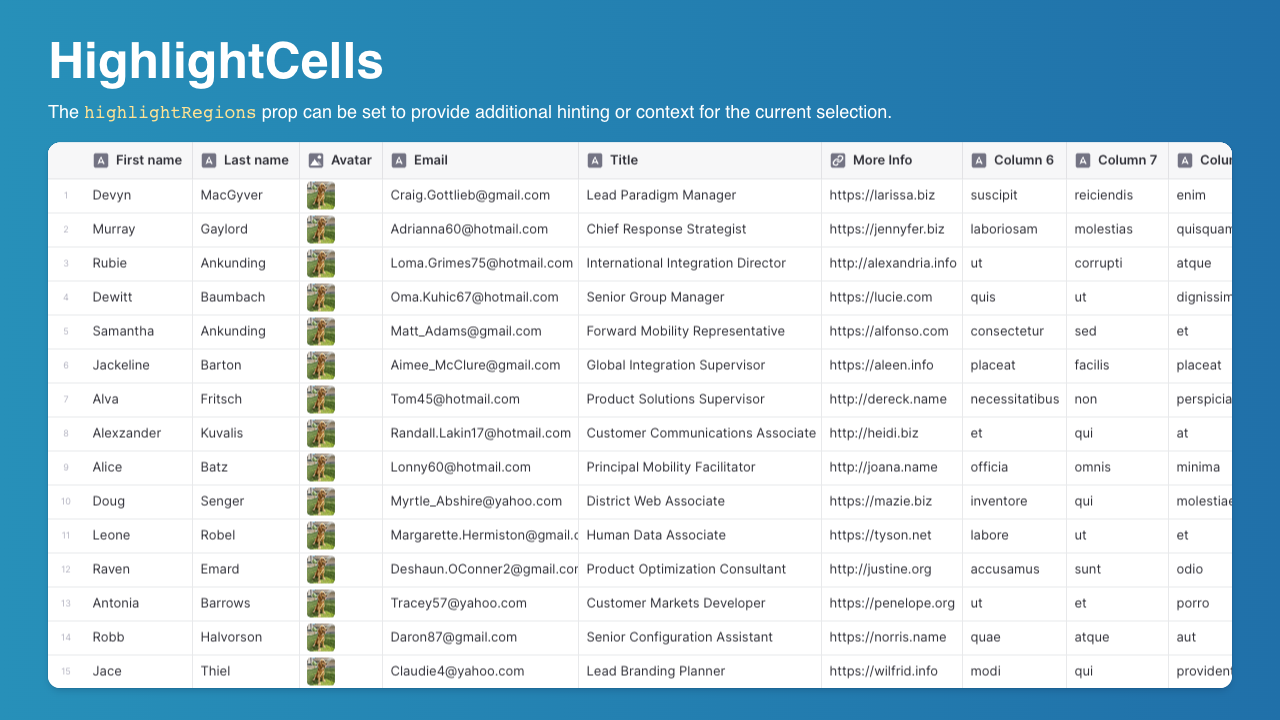 HighlightCells
The highlightRegions prop can be set to provide additional hinting or context for the current selection.
First name Last name Avatar Email Title More Info Column 6 Column 7
1 Devyn MacGyver Craig.Gottlieb@gmail.com Lead Paradigm Manager https://larissa.biz suscipit reiciendis enim
2 Murray Gaylord Adrianna60@hotmail.com Chief Response Strategist https://jennyfer.biz laboriosam molestias quisquam
3 Rubie Ankunding Loma.Grimes75@hotmail.com International Integration Director http://alexandria.info ut corrupti atque
4 Dewitt Baumbach Oma.Kuhic67@hotmail.com Senior Group Manager https://lucie.com quis ut dignissim
5 Samantha Ankunding Matt_Adams@gmail.com Forward Mobility Representative https://alfonso.com consectetur sed et
6 Jackeline Barton Aimee_McClure@gmail.com Global Integration Supervisor https://aleen.info placeat facilis placeat
7 Alva Fritsch Tom45@hotmail.com Product Solutions Supervisor http://dereck.name necessitatibus non perspicia
8 Alexzander Kuvalis Randall.Lakin17@hotmail.com Customer Communications Associate http://heidi.biz et qui at
9 Alice Batz Lonny60@hotmail.com Principal Mobility Facilitator http://joana.name officia omnis minima
10 Doug Senger Myrtle_Abshire@yahoo.com District Web Associate https://mazie.biz inventore qui molestiae
11 Leone Robel Margarette.Hermiston@gmail.c Human Data Associate https://tyson.net labore ut et
12 Raven Emard Deshaun.OConner2@gmail.cor Product Optimization Consultant http://justine.org accusamus sunt odio
13 Antonia Barrows Tracey57@yahoo.com Customer Markets Developer https://penelope.org ut et porro
14 Robb Halvorson Daron87@gmail.com Senior Configuration Assistant https://norris.name quae atque aut
15 Jace Thiel Claudie4@yahoo.com Lead Branding Planner https://wilfrid.info modi qui provident